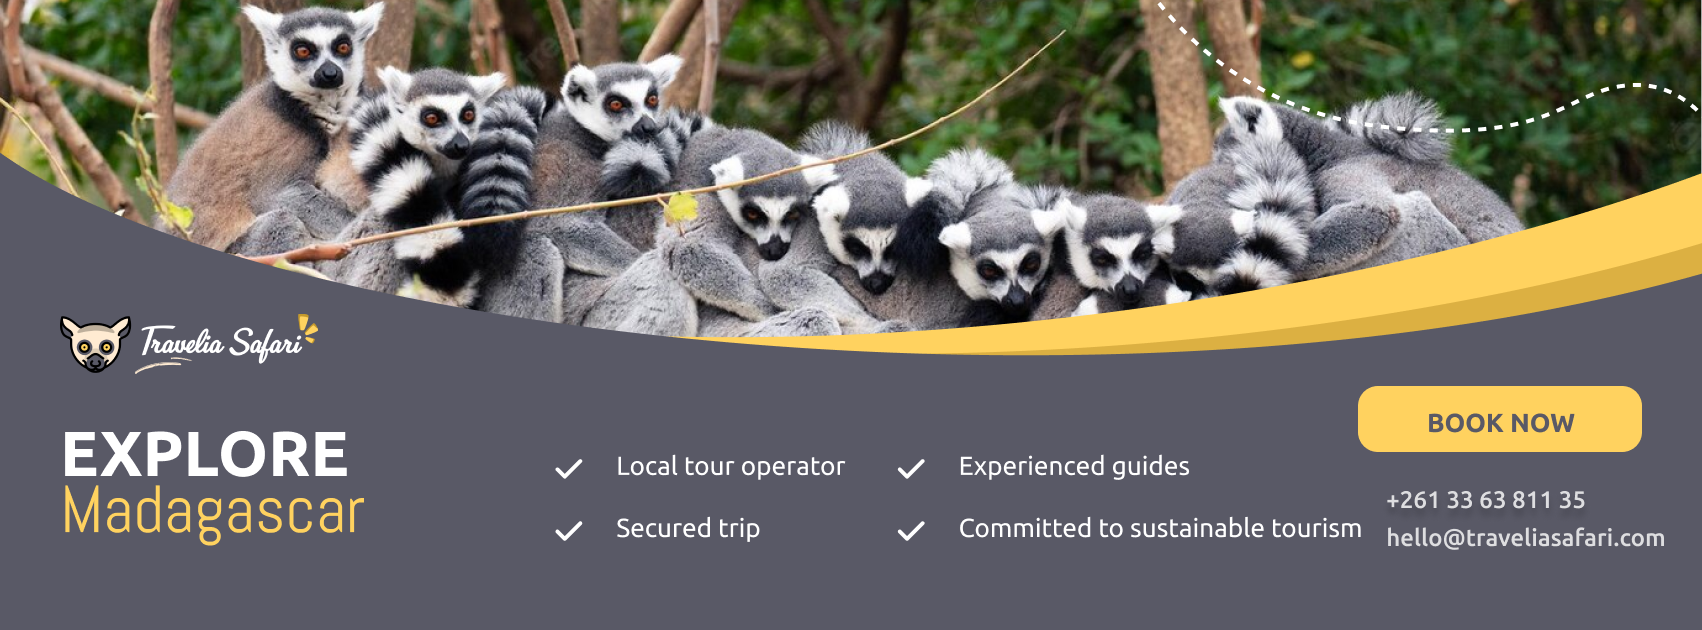 Travelia Safari
EXPLORE
Madagascar
Local tour operator
Secured trip
Experienced guides
Committed to sustainable tourism
BOOK NOW
+261 33 63 811 35
hello@traveliasafari.com